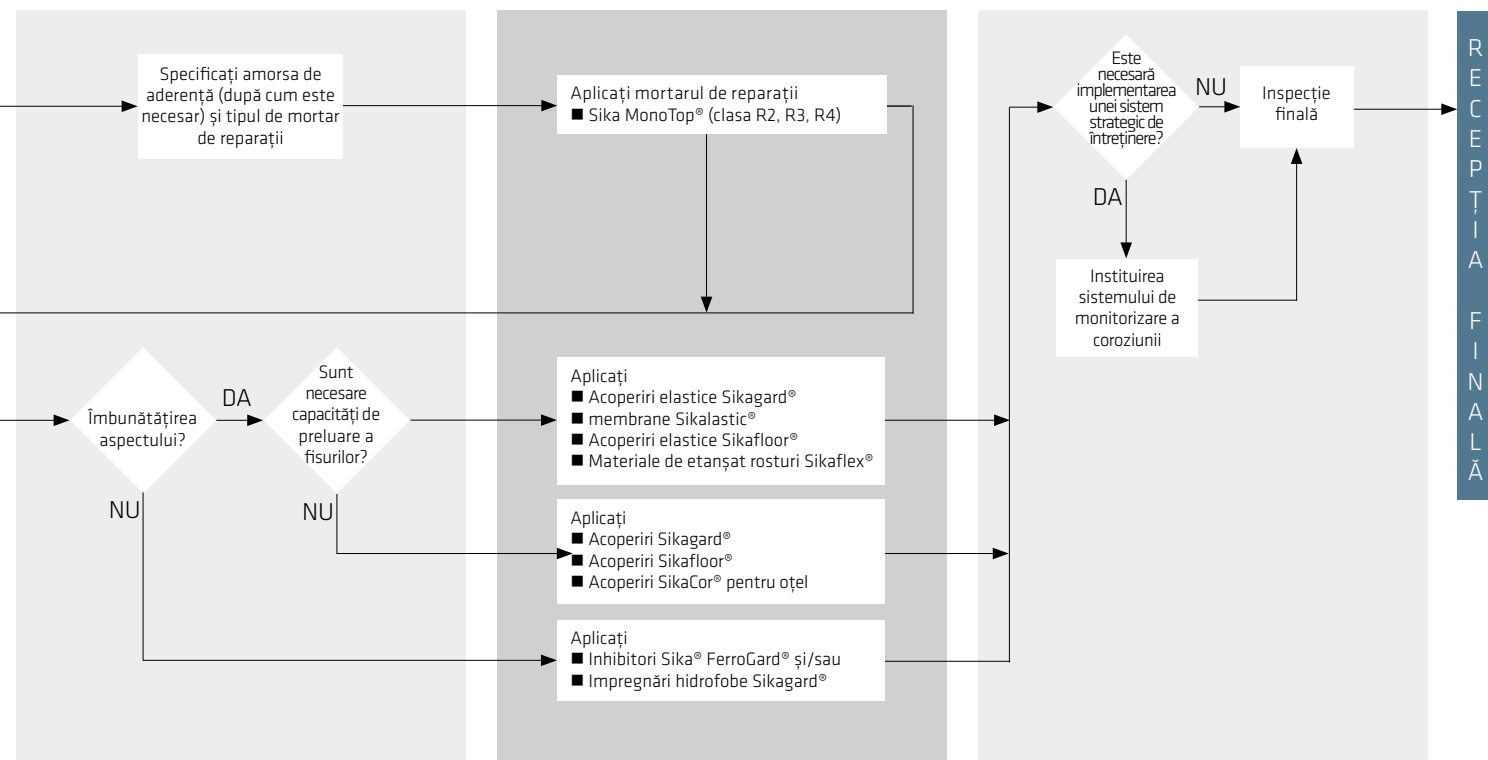 Specificați amorsa de
aderență (după cum este
necesar) și tipul de mortar
de reparații
Aplicați mortarul de reparații
■ Sika MonoTop® (clasa R2, R3, R4)
Este
necesară
implementarea
unei sistem
strategic de
întreținere?
NU
Inspecție
finală
DA
Instituirea
sistemului de
monitorizare a
coroziunii
RECEPȚIA FINALĂ
Îmbunătățirea
aspectului?
DA
Sunt
necesare
capacități de
preluare a
fisurilor?
NU
NU
Aplicați
■ Acoperiri elastice Sikagard®
■ membrane Sikalastic®
■ Acoperiri elastice Sikafloor®
■ Materiale de etanșat rosturi Sikaflex®
Aplicați
■ Acoperiri Sikagard®
■ Acoperiri Sikafloor®
■ Acoperiri SikaCor® pentru oțel
Aplicați
■ Inhibitori Sika® FerroGard® și/sau
■ Impregnări hidrofobe Sikagard®